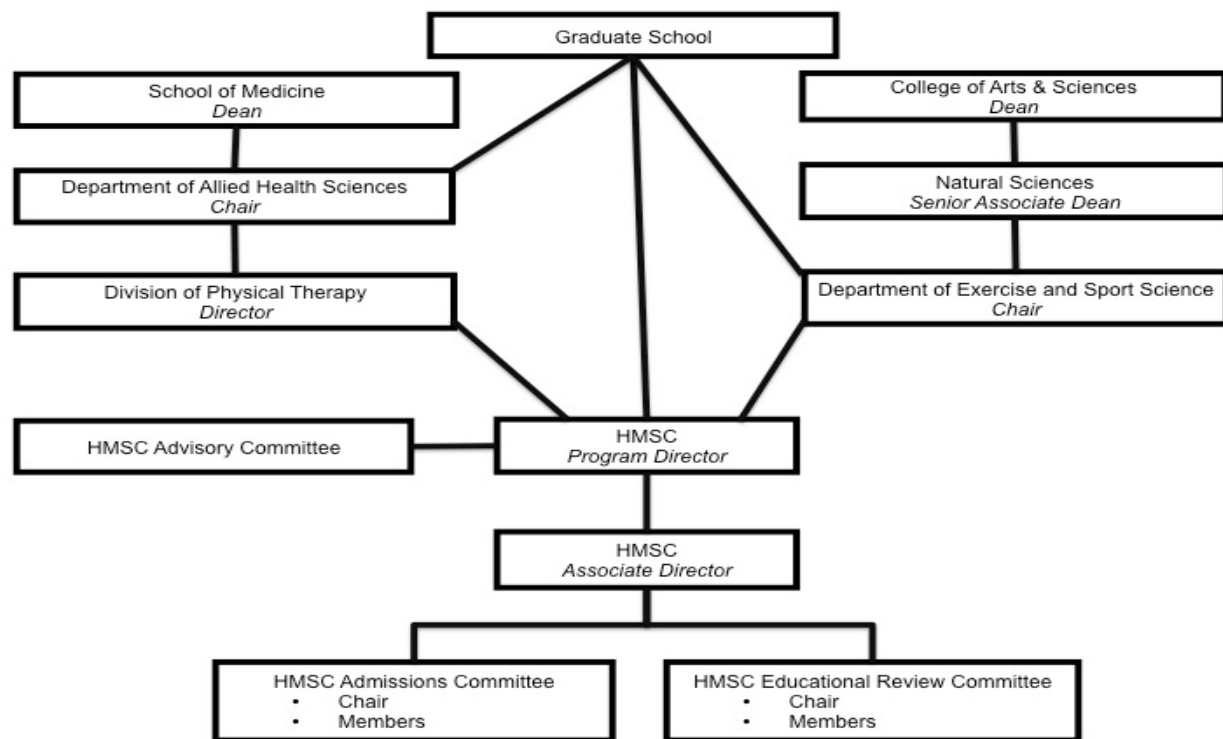 Graduate School
School of Medicine
Dean
College of Arts & Sciences
Dean
Department of Allied Health Sciences
Chair
Natural Sciences
Senior Associate Dean
Division of Physical Therapy
Director
Department of Exercise and Sport Science
Chair
HMSC Advisory Committee
HMSC
Program Director
HMSC
Associate Director
HMSC Admissions Committee
• Chair
• Members
HMSC Educational Review Committee
• Chair
• Members